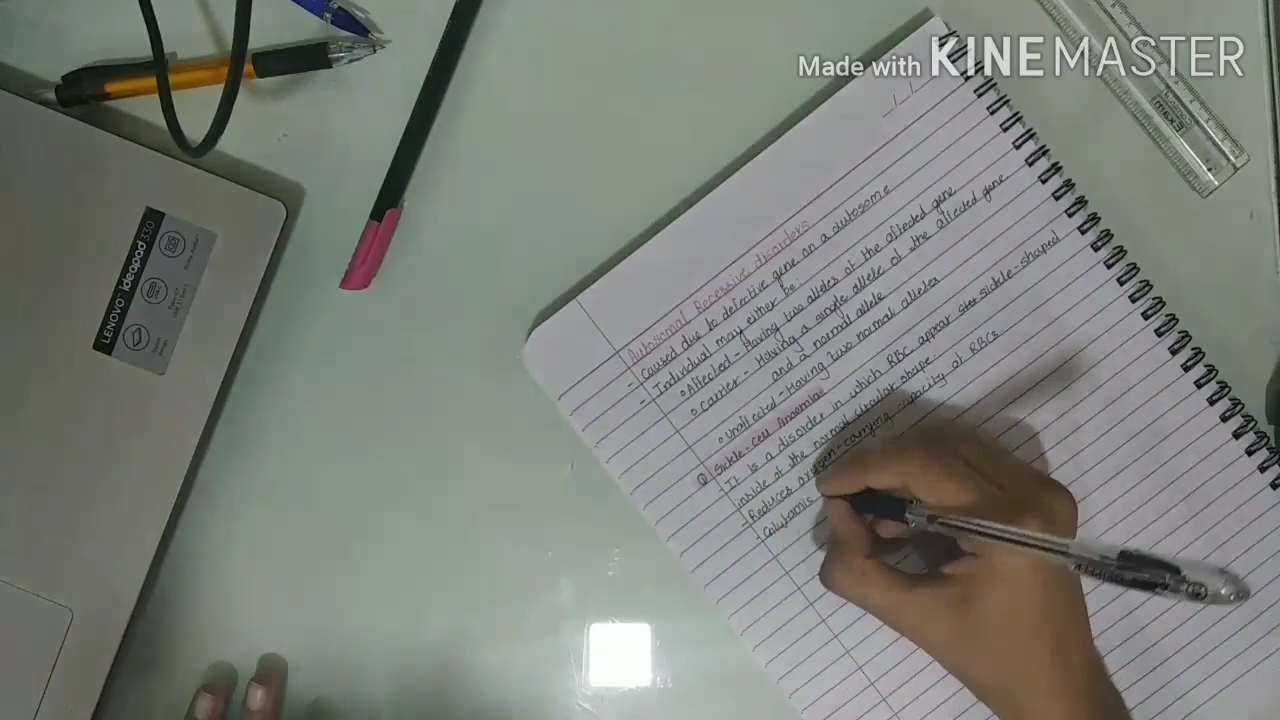 Made with KINEMASTER
LENOVO ideapad 330
Autosomal Recessive disorders
- Caused due to defective gene on a autosome
- Individual may either be:
Affected - Having two alleles of the affected gene
Carrier - Having a single allele of the affected gene
and a normal allele
Unaffected - Having two normal alleles
① Sickle-cell Anaemia
It is a disorder in which RBC appear sickle-shaped
inside of the normal circular shape.
- Reduces oxygen-carrying capacity of RBCs